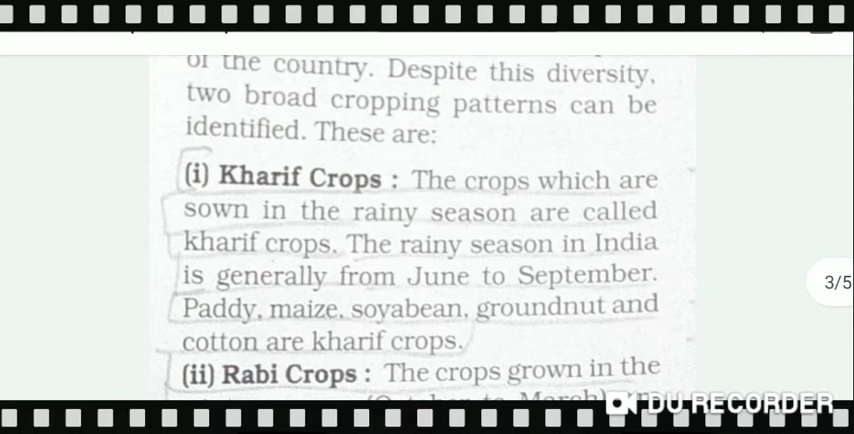 of the country. Despite this diversity,
two broad cropping patterns can be
identified. These are:
(i) Kharif Crops : The crops which are
sown in the rainy season are called
kharif crops. The rainy season in India
is generally from June to September.
Paddy, maize, soyabean, groundnut and
cotton are kharif crops.
(ii) Rabi Crops : The crops grown in the
3/5
DU RECORDER